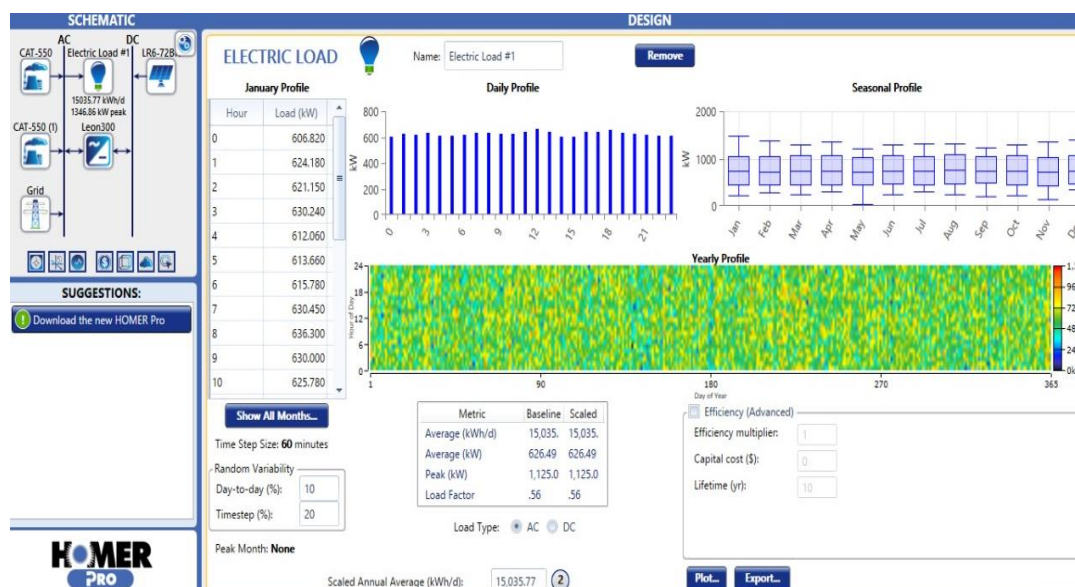 SCHEMATIC
DESIGN
AC DC
CAT-550 Electric Load #1 LR6-72B
15035.77 kWh/d
1346.86 kW peak
CAT-550 (1) Leon300
Grid
SUGGESTIONS:
Download the new HOMER Pro
HOMER
PRO
ELECTRIC LOAD
Name: Electric Load #1
Remove
January Profile
Hour Load (kW)
0 606.820
1 624.180
2 621.150
3 630.240
4 612.060
5 613.660
6 615.780
7 630.450
8 636.300
9 630.000
10 625.780
Show All Months...
Time Step Size: 60 minutes
Random Variability
Day-to-day (%): 10
Timestep (%): 20
Peak Month: None
Daily Profile
kW
800
600
400
200
0
0 3 6 9 12 15 18 21
Seasonal Profile
kW
2000
1000
0
Jan Feb Mar Apr May Jun Jul Aug Sep Oct Nov
Yearly Profile
Hour of Day
24
18
12
6
0
1 90 180 270 365
Day of Year
Metric Baseline Scaled
Average (kWh/d) 15,035. 15,035.
Average (kW) 626.49 626.49
Peak (kW) 1,125.0 1,125.0
Load Factor .56 .56
Load Type: AC DC
Scaled Annual Average (kWh/d): 15,035.77 2
Efficiency (Advanced)
Efficiency multiplier: 1
Capital cost ($): 0
Lifetime (yr): 10
Plot... Export...